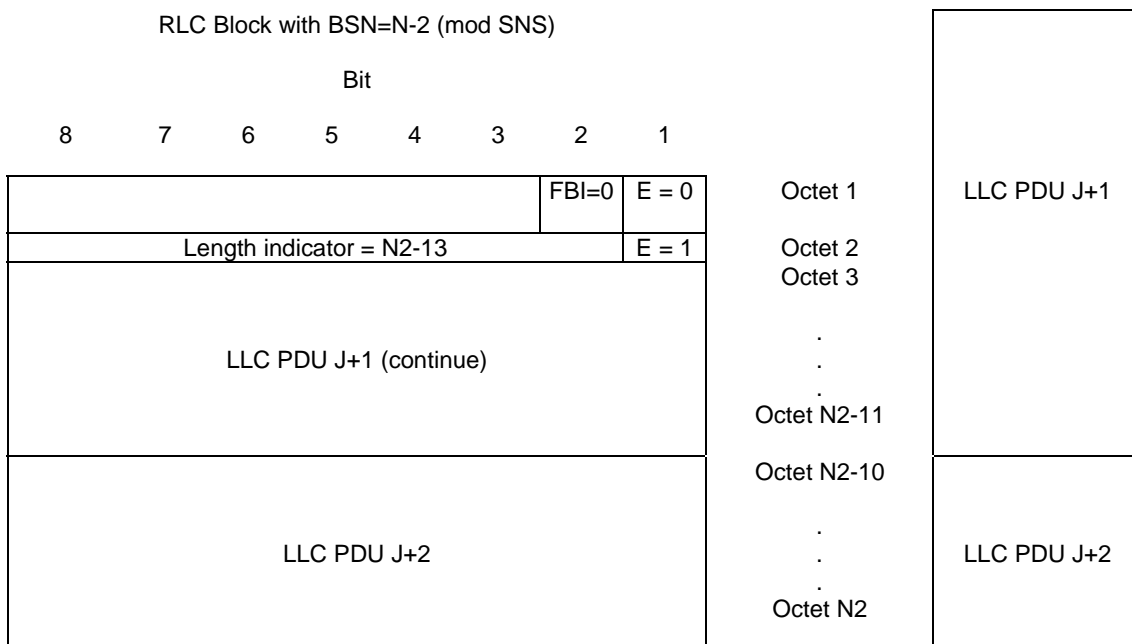 RLC Block with BSN=N-2 (mod SNS)
Bit
8 7 6 5 4 3 2 1
FBI=0 E = 0 Octet 1 LLC PDU J+1
Length indicator = N2-13 E = 1 Octet 2
Octet 3
.
LLC PDU J+1 (continue) .
.
Octet N2-11
Octet N2-10
.
LLC PDU J+2 . LLC PDU J+2
.
Octet N2